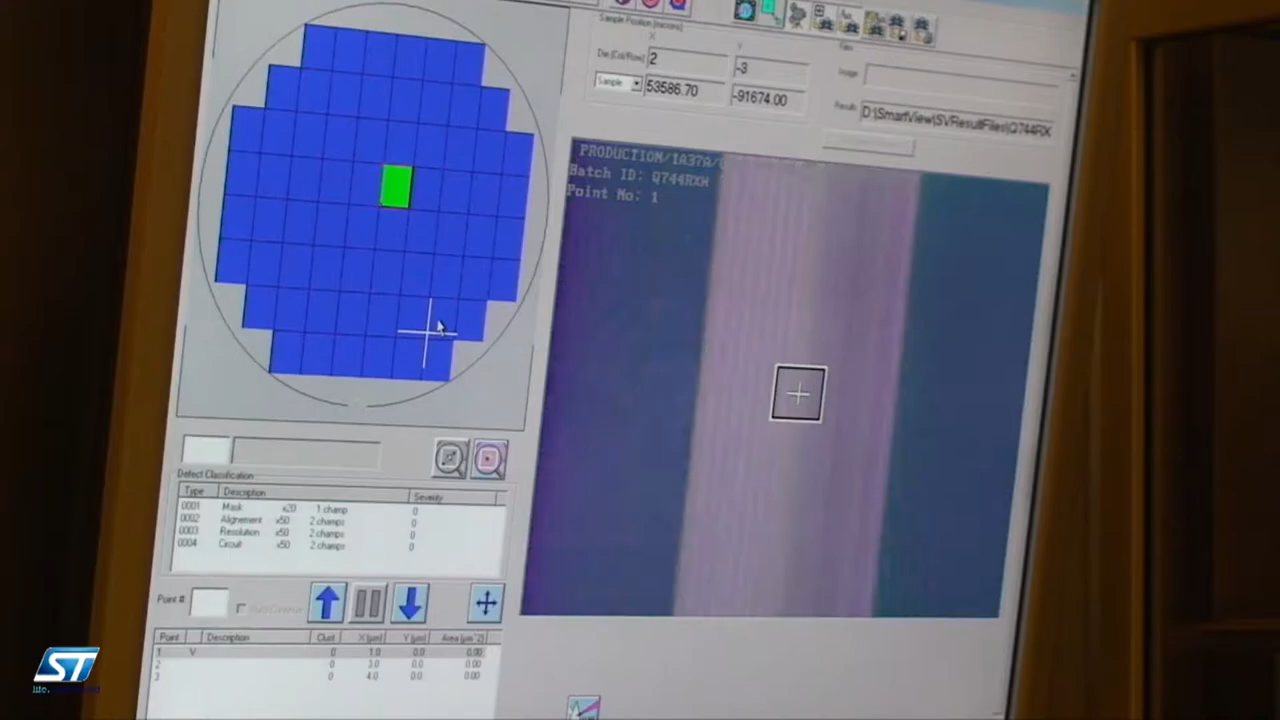 Sample Position (microns)
X Y
Die (Col/Row) 2 -3
Sample 53586.70 -91674.00
Files
Image
Results D:\SmartView\SVResultFiles\Q744RX
PRODUCTION/1A37A/
Batch ID: Q744RXW
Point No: 1
Defect Classification
Type Description Severity
0001 Mask x20 1 champ 0
0002 Alignement x50 2 champs 0
0003 Resolution x50 2 champs 0
0004 Circuit x50 2 champs 0
Point #
Point Description Clust X (µm) Y (µm) Area (µm^2)
1 V 0 1.0 0.0 0.00
2 0 3.0 0.0 0.00
3 0 4.0 0.0 0.00
ST
life.